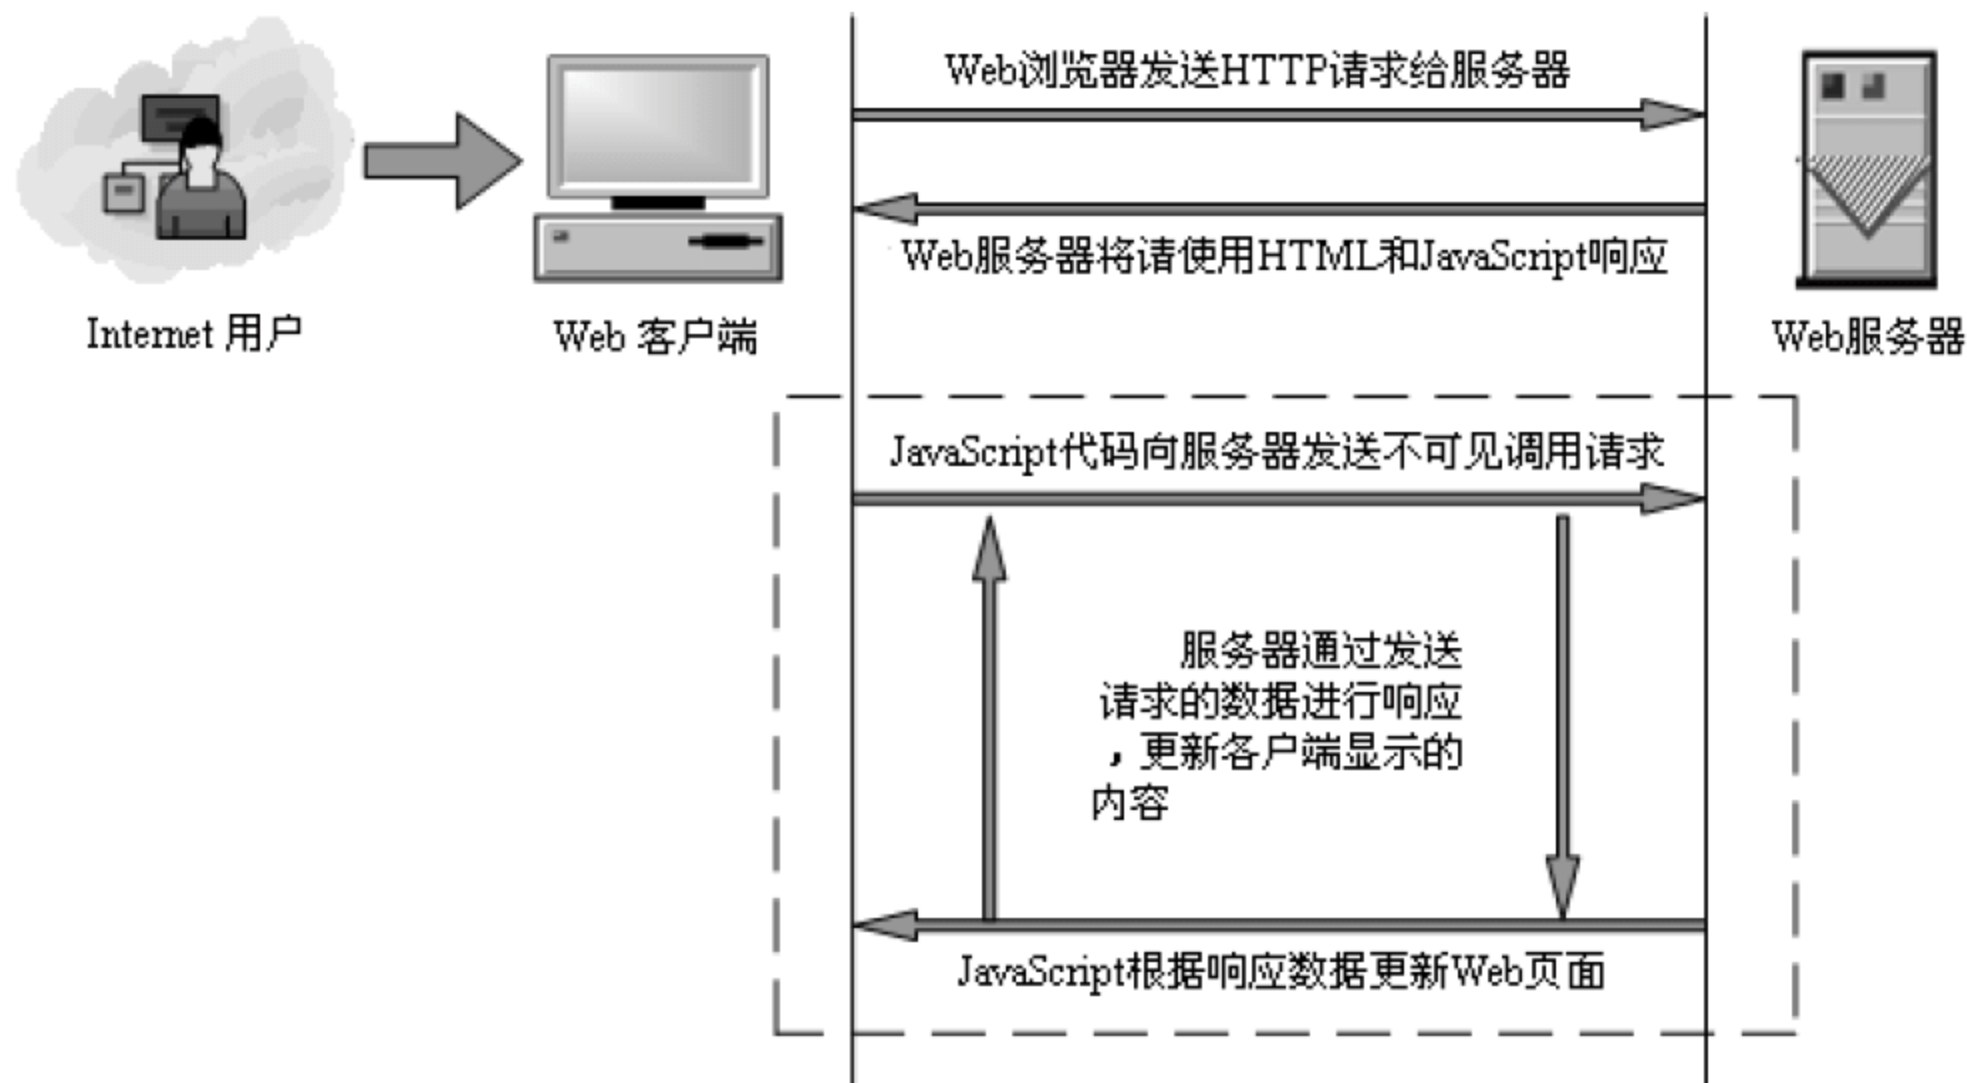 Web浏览器发送HTTP请求给服务器
Web服务器将请使用HTML和JavaScript响应
Internet 用户
Web 客户端
Web服务器
JavaScript代码向服务器发送不可见调用请求
服务器通过发送
请求的数据进行响应
，更新各户端显示的
内容
JavaScript根据响应数据更新Web页面